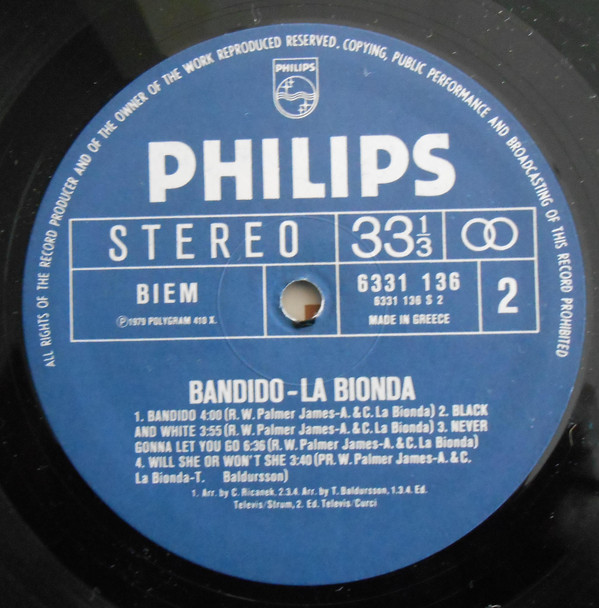 ALL RIGHTS OF THE RECORD PRODUCER AND OF THE OWNER OF THE WORK REPRODUCED RESERVED. COPYING, PUBLIC PERFORMANCE AND BROADCASTING OF THIS RECORD PROHIBITED
PHILIPS
PHILIPS
STEREO 33 1/3
BIEM 6331 136 2
6331 136 S 2
℗1979 POLYGRAM 410 X. MADE IN GREECE
BANDIDO-LA BIONDA
1. BANDIDO 4:00 (R. W. Palmer James-A. & C. La Bionda) 2. BLACK
AND WHITE 3:55 (R. W. Palmer James-A. & C. La Bionda) 3. NEVER
GONNA LET YOU GO 6:36 (R. W. Palmer James-A. & C. La Bionda)
4. WILL SHE OR WON'T SHE 3:40 (PR. W. Palmer James-A. & C.
La Bionda-T. Baldursson)
1. Arr. by C. Ricanek, 2.3.4. Arr. by T. Baldursson, 1.3.4. Ed.
Televis/Strum, 2. Ed. Televis/Curci